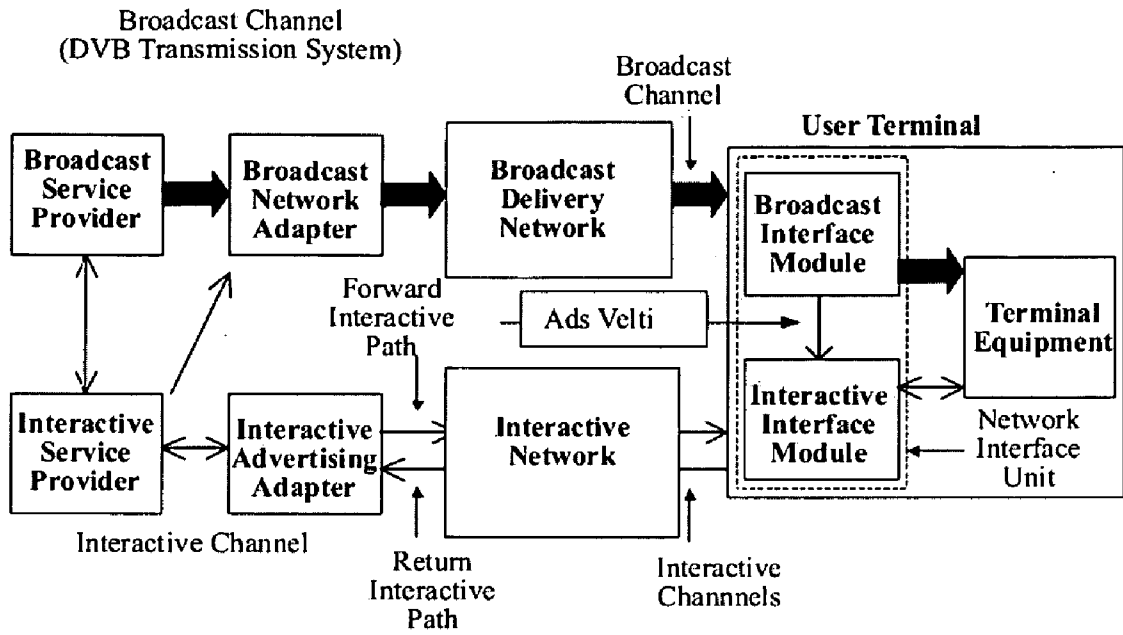 Broadcast Channel
(DVB Transmission System)
Broadcast
Channel
User Terminal
Broadcast
Service
Provider
Broadcast
Network
Adapter
Broadcast
Delivery
Network
Broadcast
Interface
Module
Forward
Interactive
Path
Ads Velti
Terminal
Equipment
Interactive
Service
Provider
Interactive
Advertising
Adapter
Interactive
Network
Interactive
Interface
Module
Network
Interface
Unit
Interactive Channel
Return
Interactive
Path
Interactive
Channnels